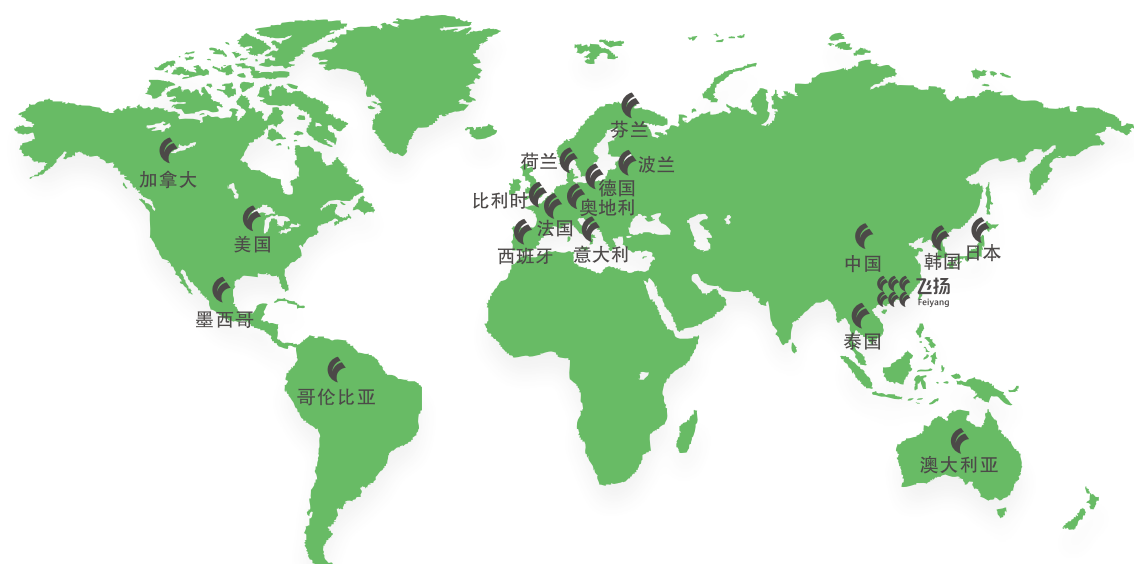 芬兰
荷兰
波兰
加拿大
德国
比利时
奥地利
法国
美国
西班牙
意大利
中国
韩国
日本
飞扬
Feiyang
墨西哥
泰国
哥伦比亚
澳大利亚